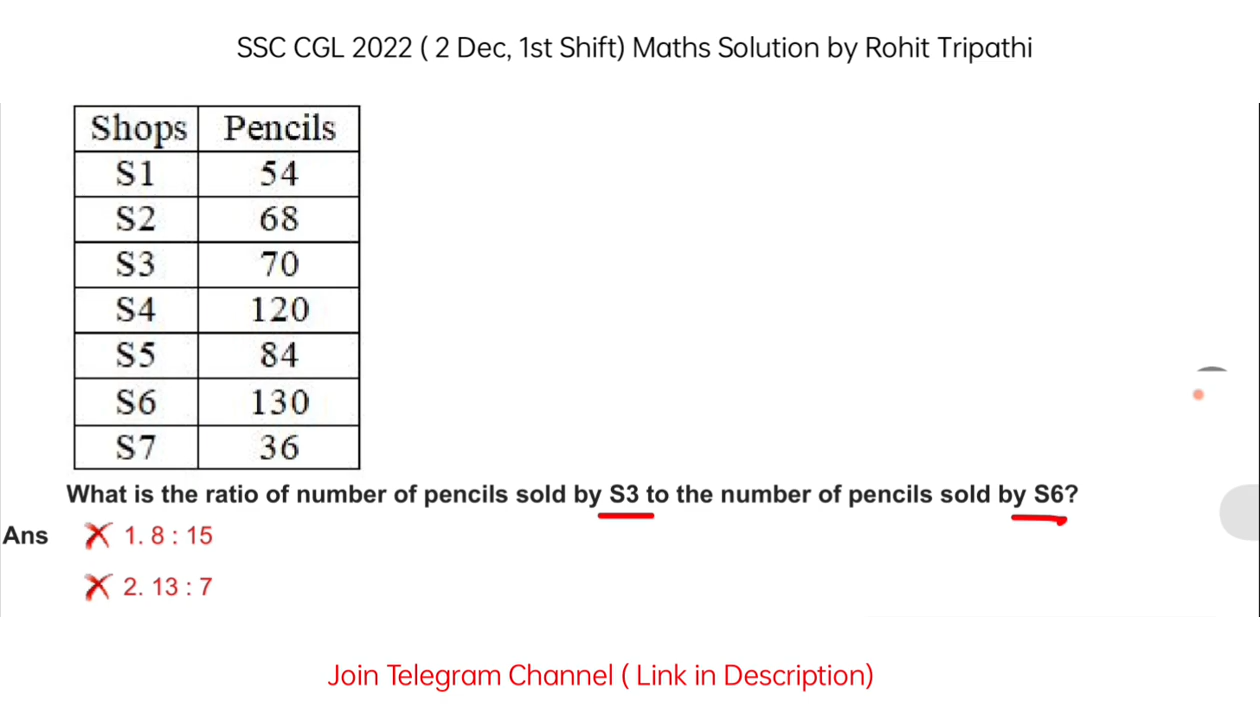 SSC CGL 2022 ( 2 Dec, 1st Shift) Maths Solution by Rohit Tripathi
Shops Pencils
S1 54
S2 68
S3 70
S4 120
S5 84
S6 130
S7 36
What is the ratio of number of pencils sold by S3 to the number of pencils sold by S6?
Ans 1. 8 : 15
2. 13 : 7
Join Telegram Channel ( Link in Description)